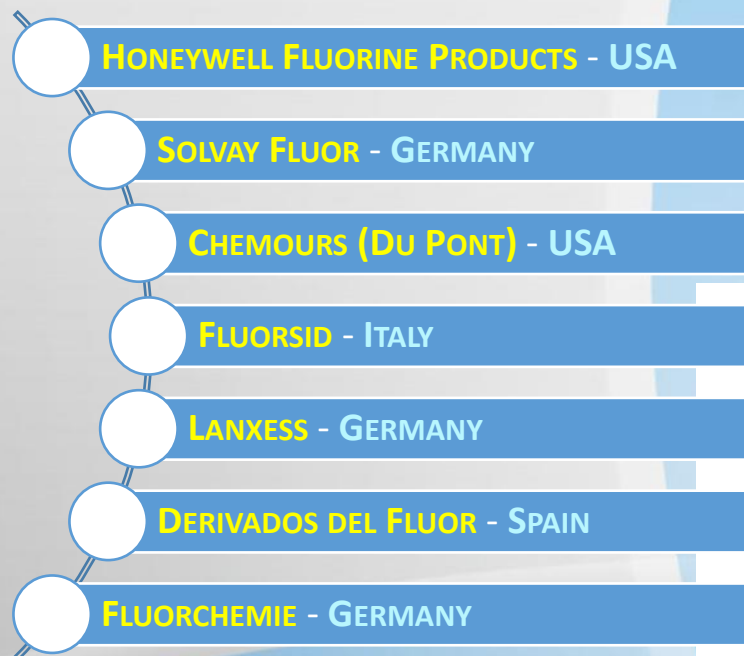 Honeywell Fluorine Products - USA
Solvay Fluor - Germany
Chemours (Du Pont) - USA
Fluorsid - Italy
Lanxess - Germany
Derivados del Fluor - Spain
Fluorchemie - Germany